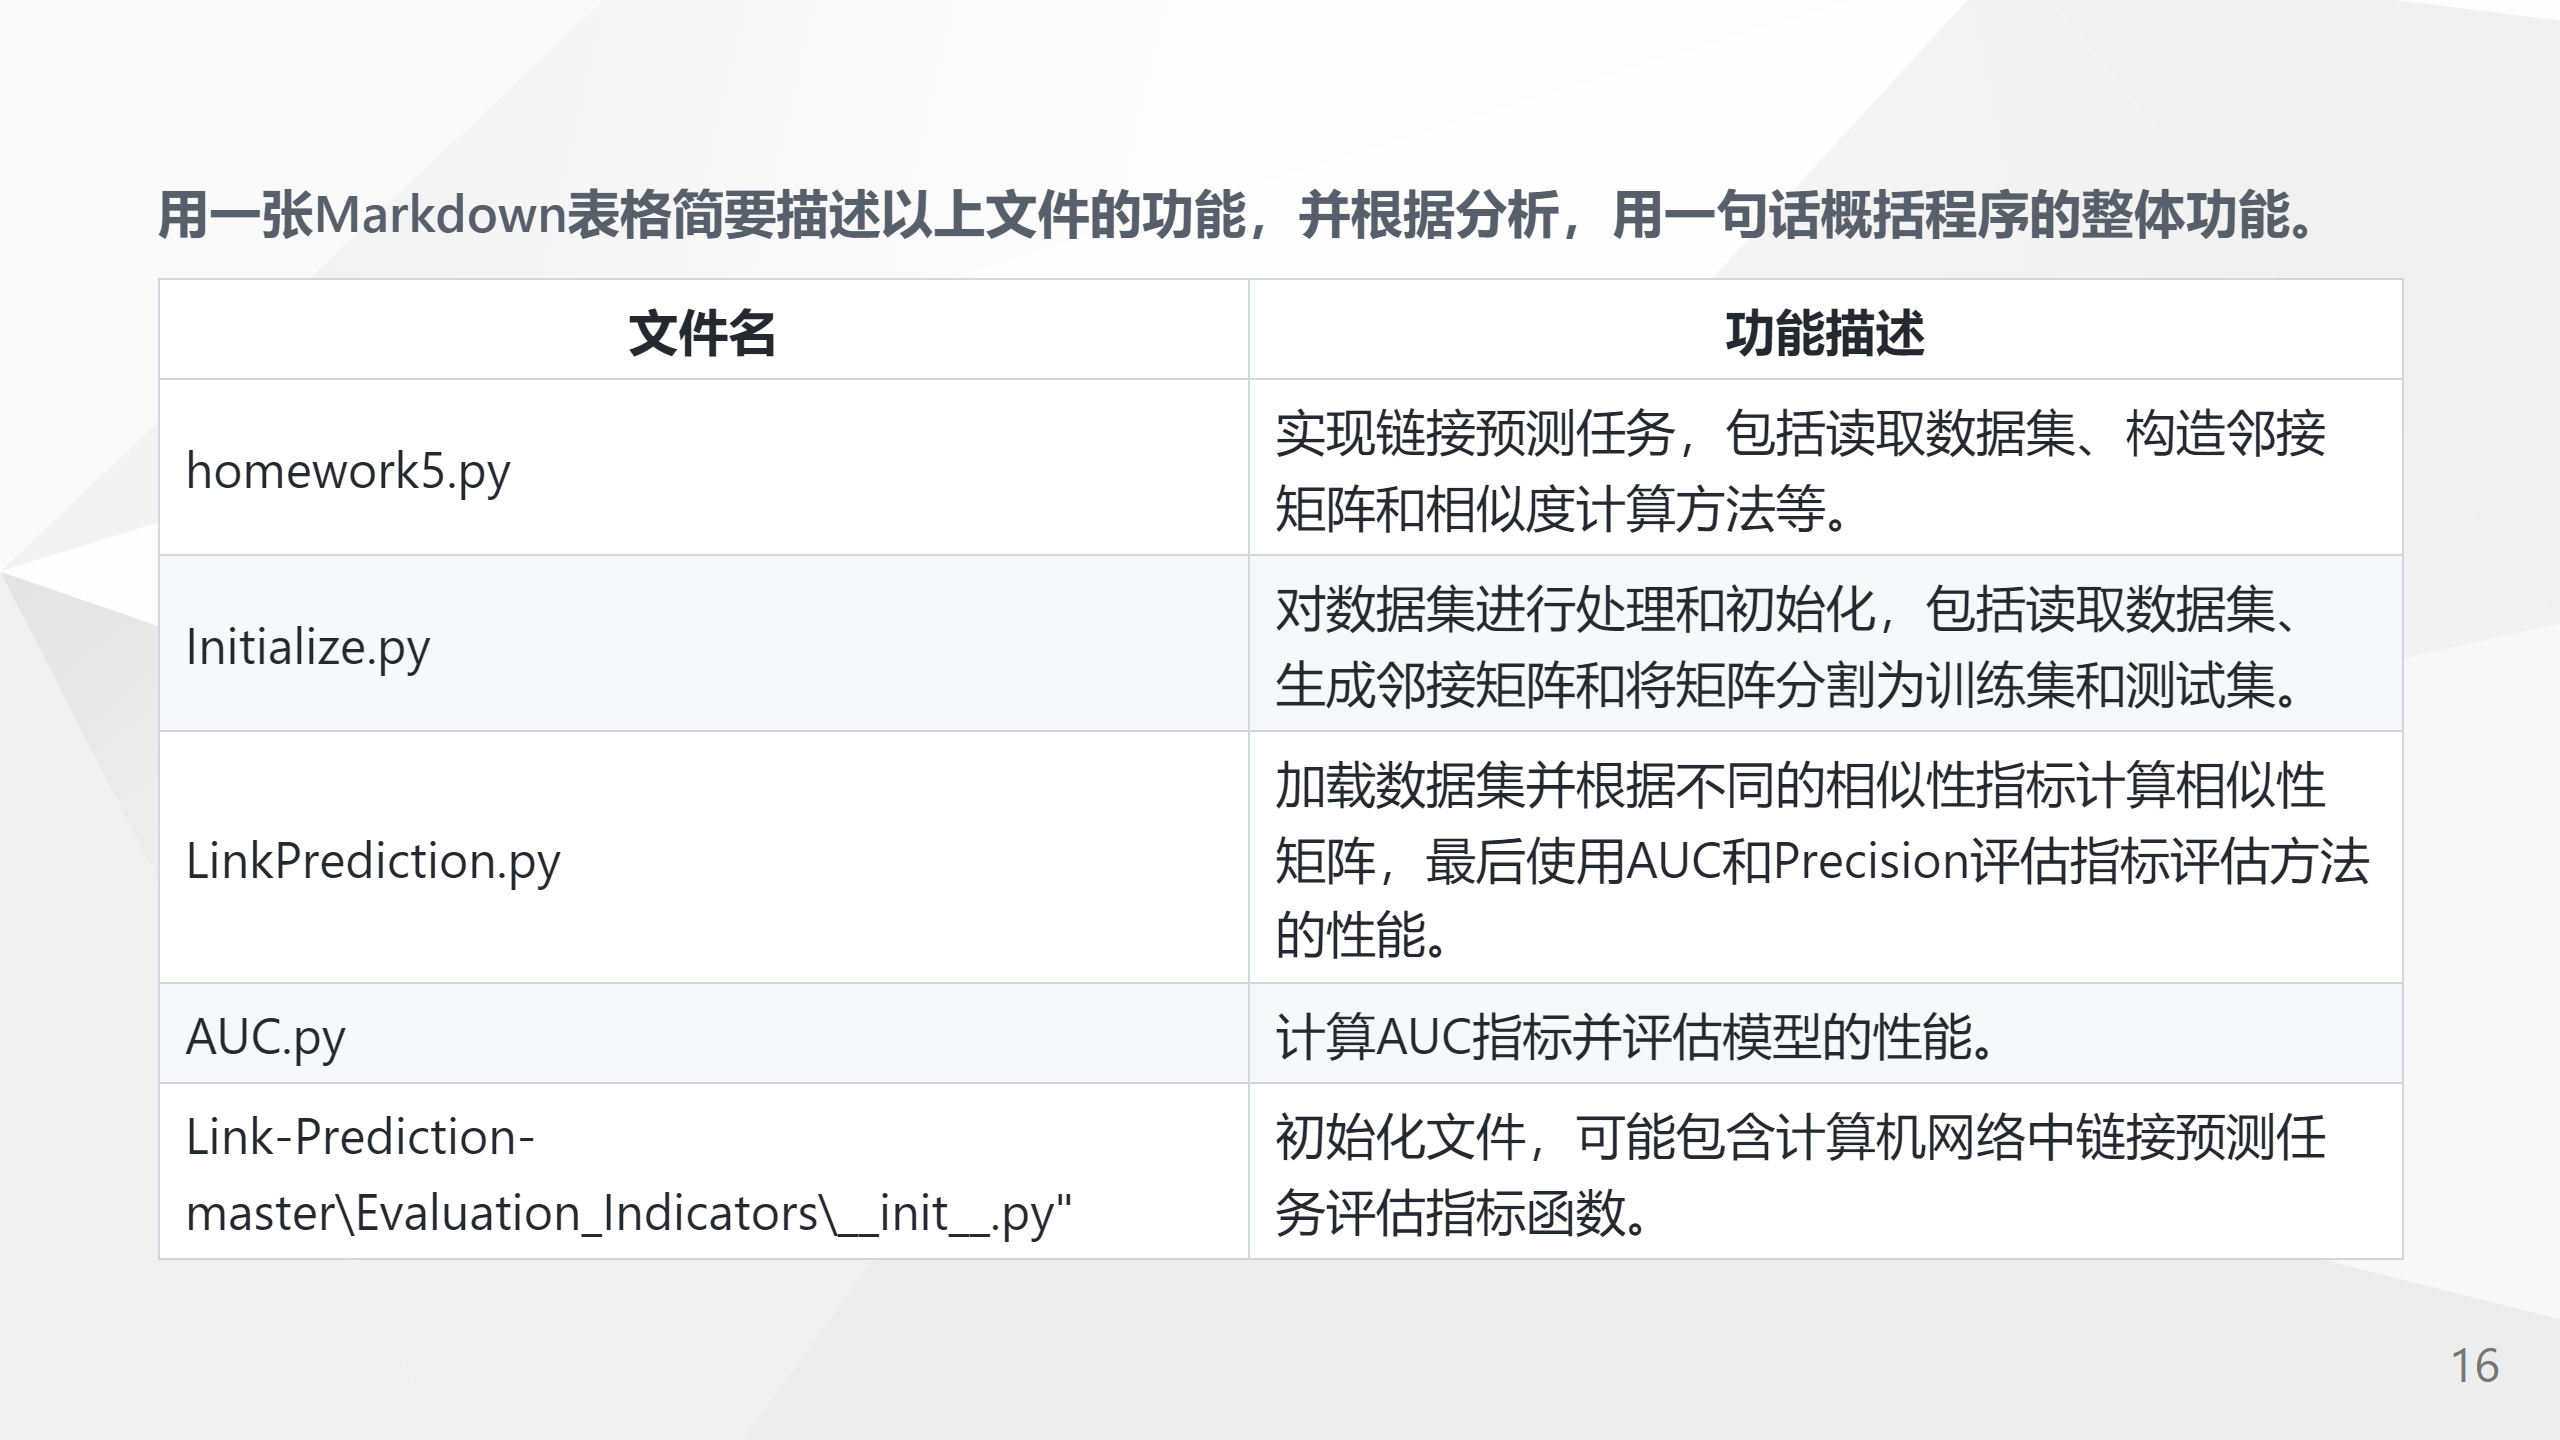 用一张Markdown表格简要描述以上文件的功能，并根据分析，用一句话概括程序的整体功能。
文件名
功能描述
homework5.py
实现链接预测任务，包括读取数据集、构造邻接
矩阵和相似度计算方法等。
Initialize.py
对数据集进行处理和初始化，包括读取数据集、
生成邻接矩阵和将矩阵分割为训练集和测试集。
LinkPrediction.py
加载数据集并根据不同的相似性指标计算相似性
矩阵，最后使用AUC和Precision评估指标评估方法
的性能。
AUC.py
计算AUC指标并评估模型的性能。
Link-Prediction-
master\Evaluation_Indicators\__init__.py"
初始化文件，可能包含计算机网络中链接预测任
务评估指标函数。
16